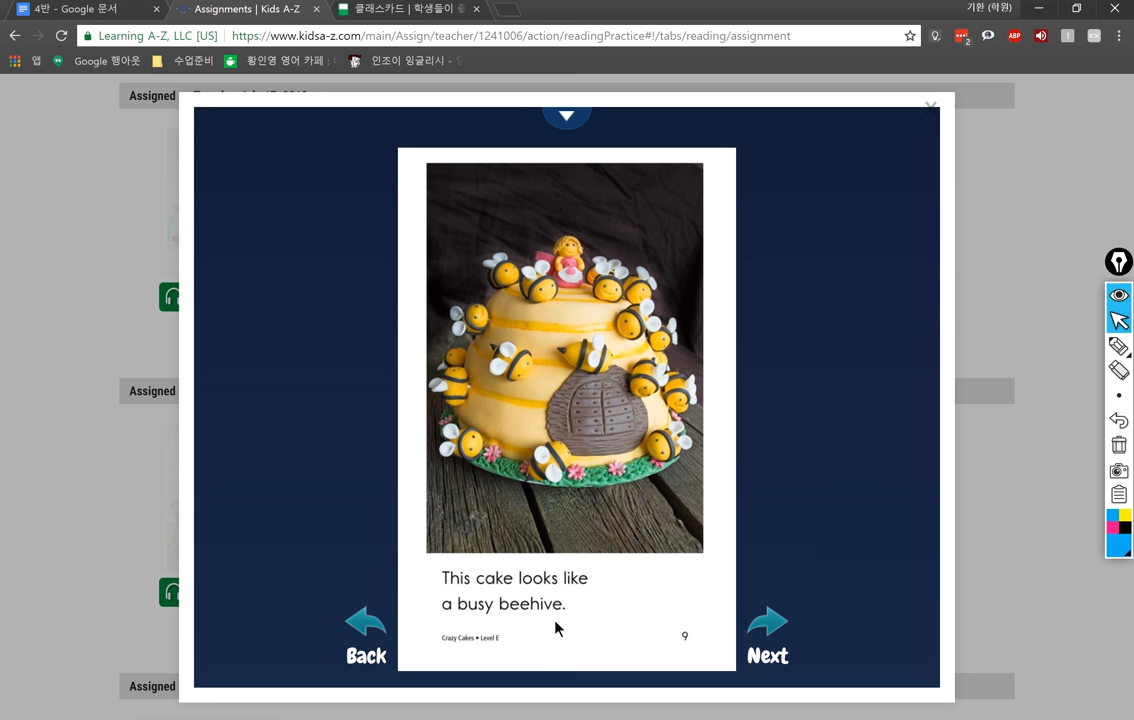 4반 - Google 문서
Assignments | Kids A-Z
클래스카드 | 학생들이
기환 (학원)
Learning A-Z, LLC [US]
https://www.kidsa-z.com/main/Assign/teacher/1241006/action/readingPractice#!/tabs/reading/assignment
ABP
2
앱
Google 행아웃
수업준비
황인영 영어 카페 :
인조이 잉글리시 -
Assigned
This cake looks like
a busy beehive.
Crazy Cakes • Level E
9
Back
Next
Assigned
Assigned